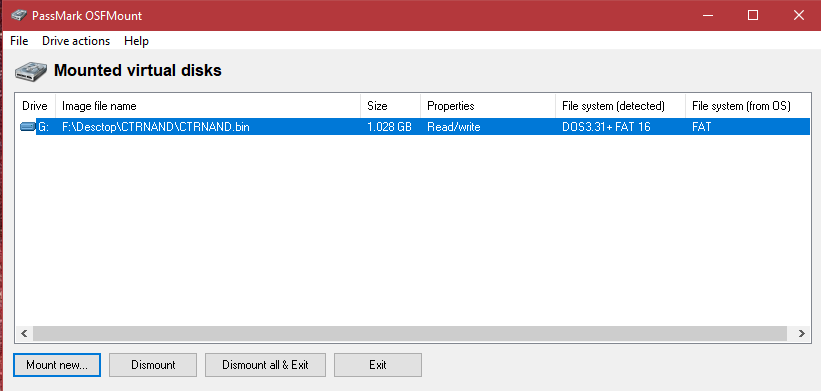 PassMark OSFMount
File Drive actions Help
Mounted virtual disks
Drive Image file name Size Properties File system (detected) File system (from OS)
G: F:\Desctop\CTRNAND\CTRNAND.bin 1.028 GB Read/write DOS3.31+ FAT 16 FAT
Mount new... Dismount Dismount all & Exit Exit